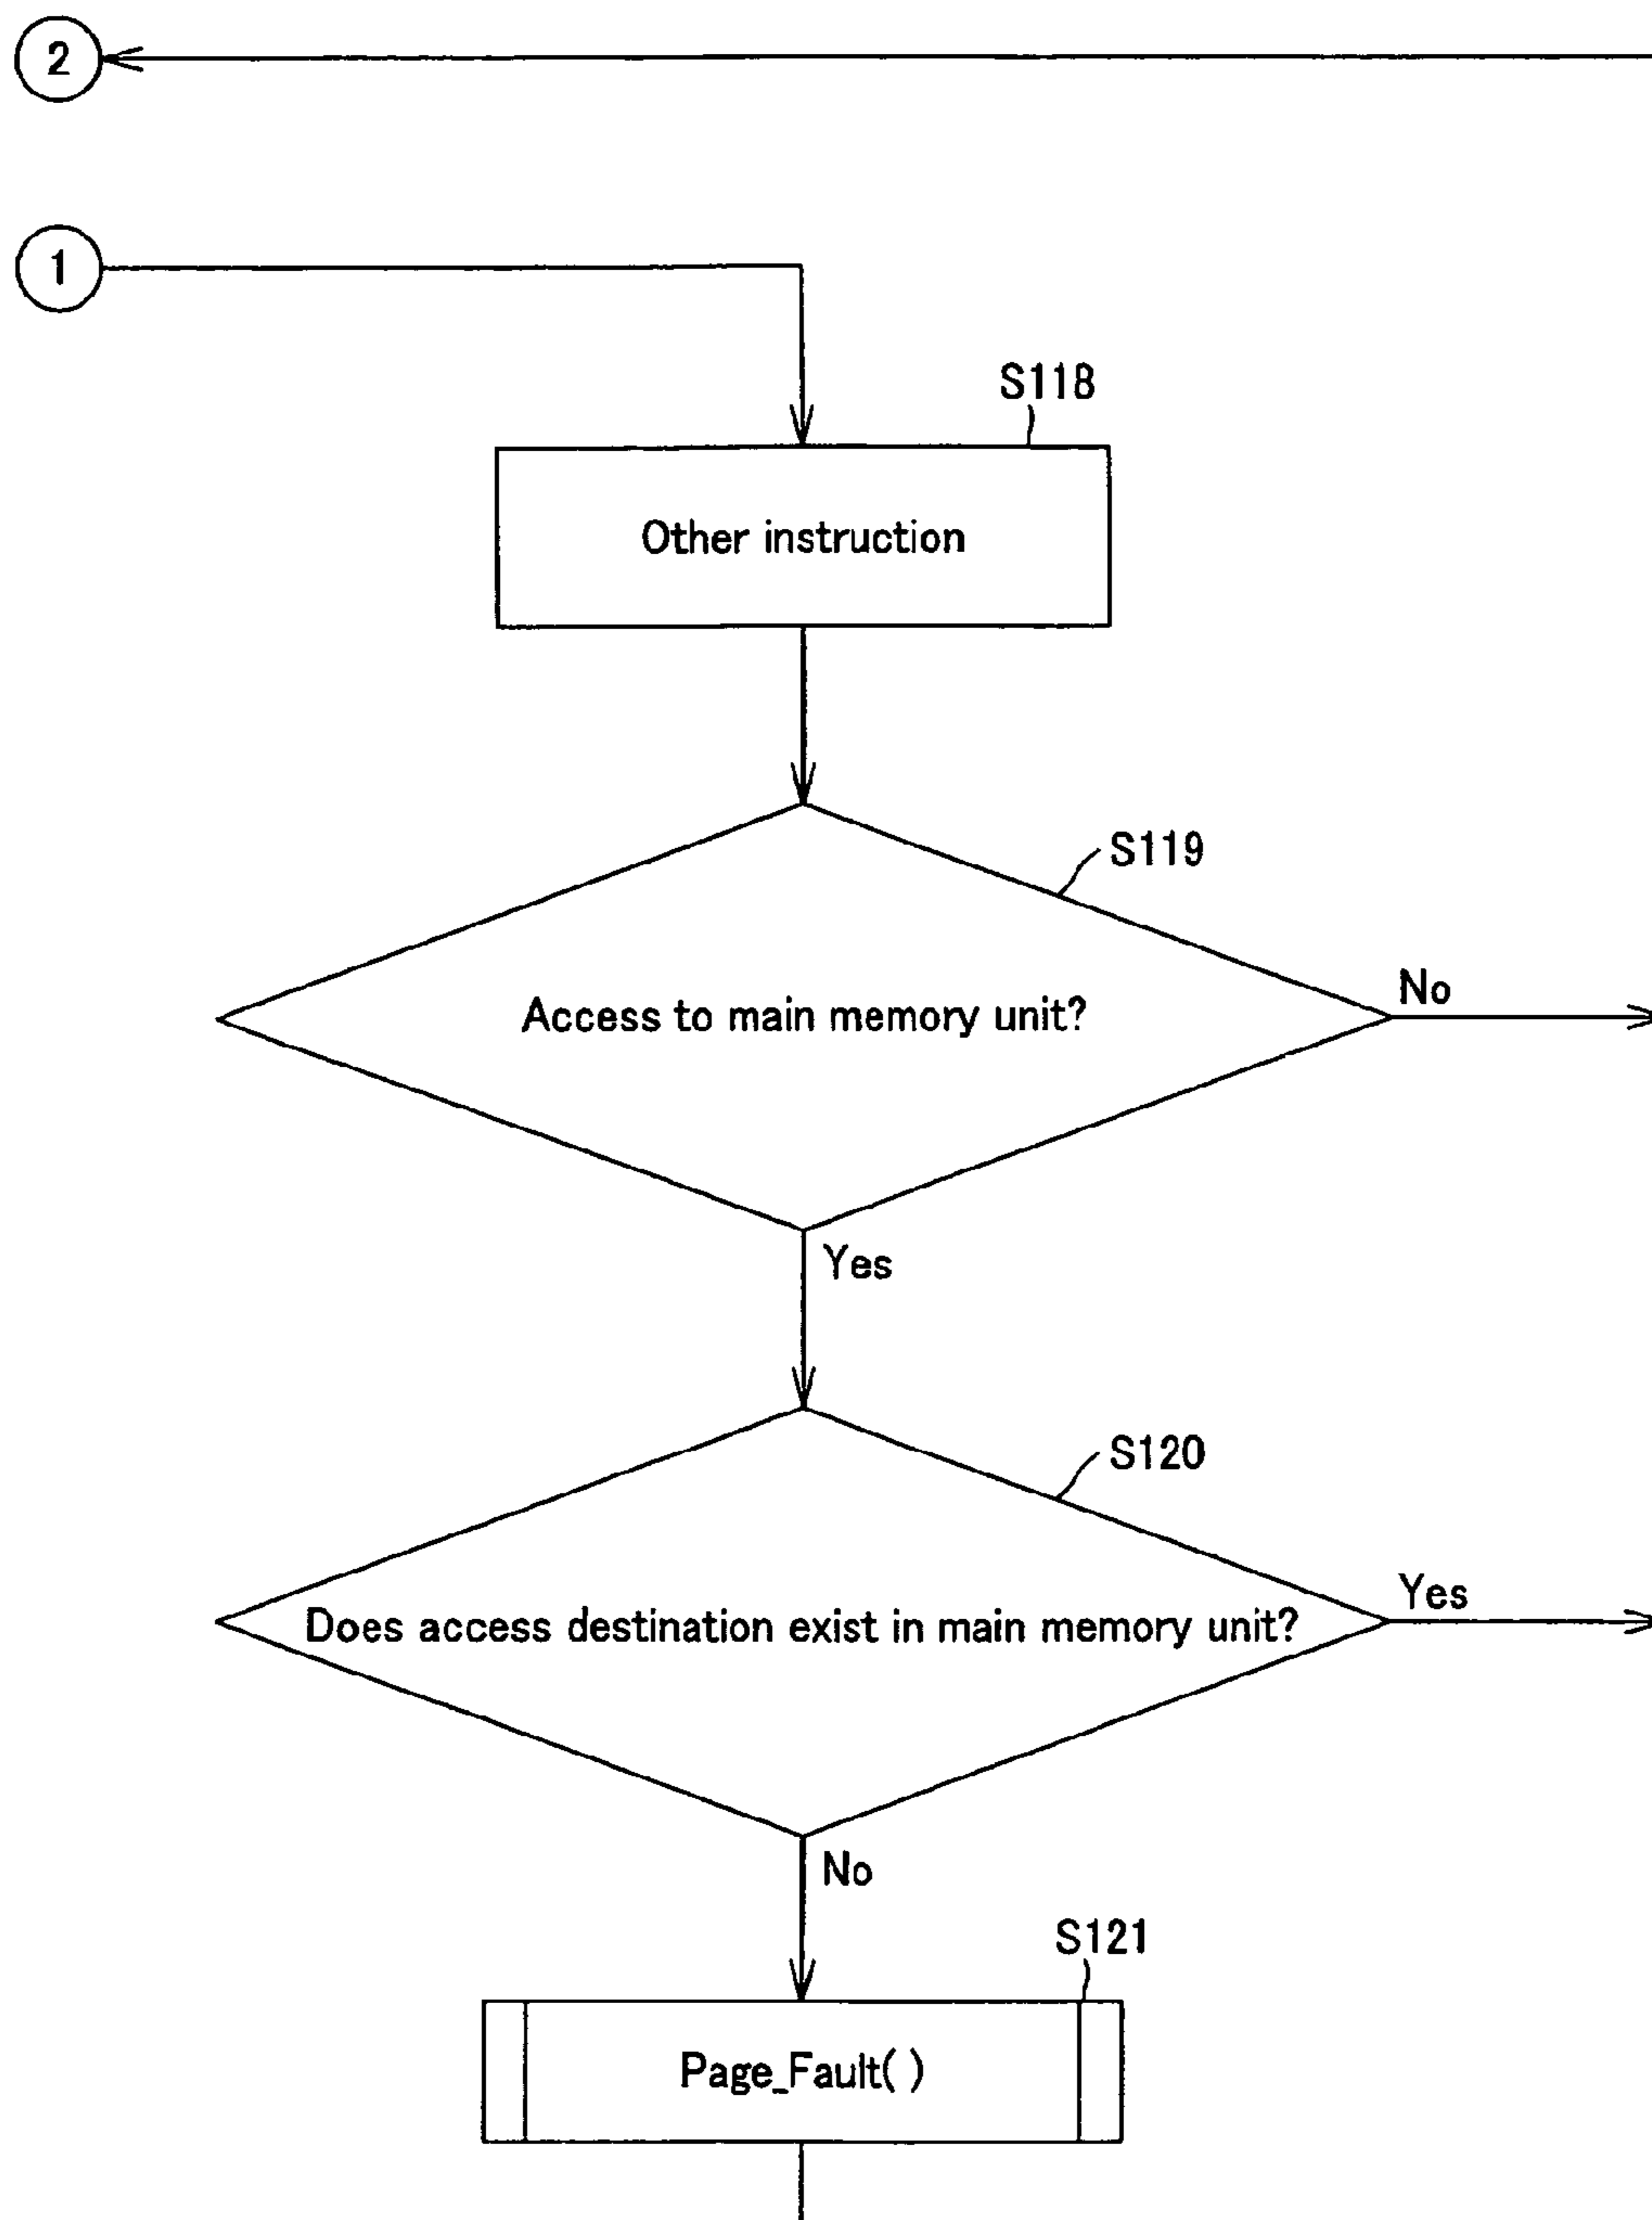 2
1
S118
Other instruction
S119
Access to main memory unit?
No
Yes
S120
Does access destination exist in main memory unit?
Yes
No
S121
Page_Fault( )